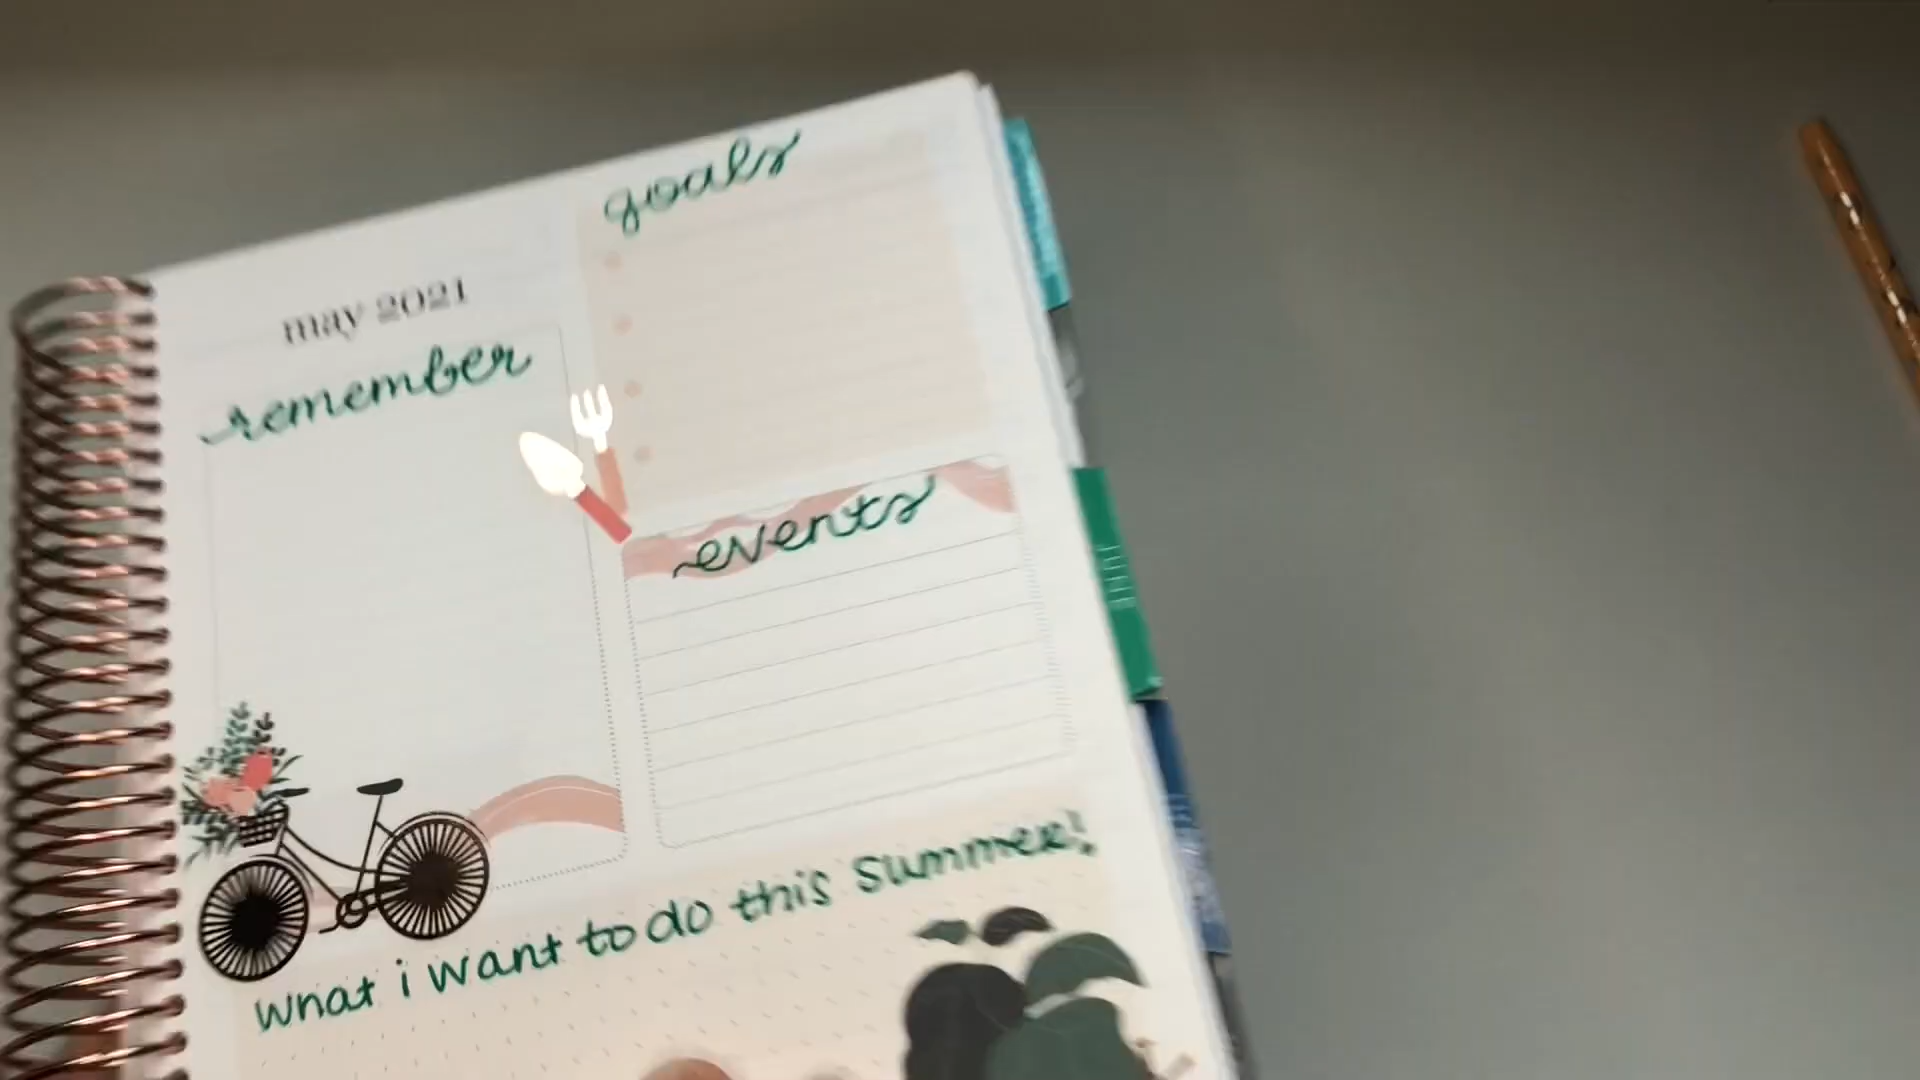 goals
may 2021
remember
events
What i want to do this summer!